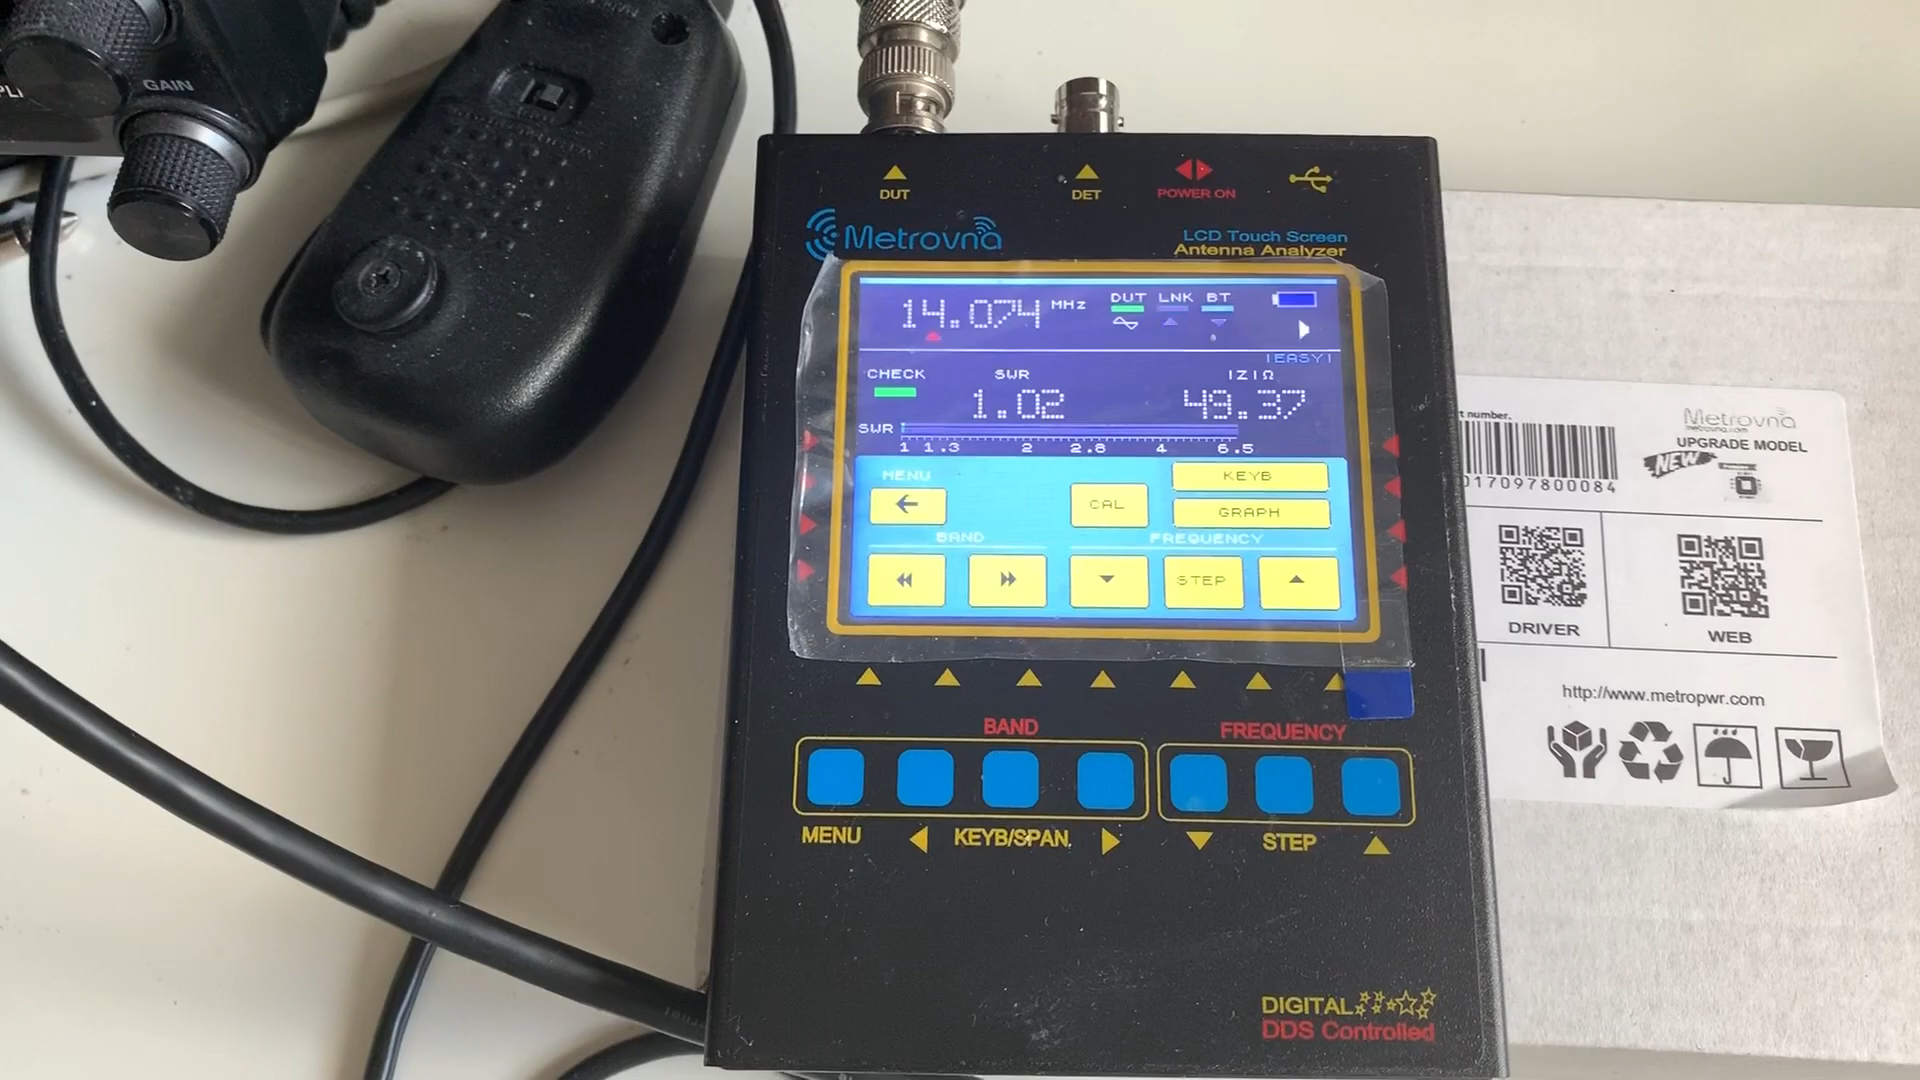 GAIN
DUT
DET
POWER ON
Metrovna
LCD Touch Screen
Antenna Analyzer
14.074 MHz
DUT LNK BT
|EASY|
CHECK SWR |Z|Ω
1.02 49.37
SWR
1 1.3 2 2.8 4 6.5
MENU
KEYB
CAL
GRAPH
BAND FREQUENCY
STEP
BAND FREQUENCY
MENU KEYB/SPAN STEP
DIGITAL
DDS Controlled
number.
Metrovna
metrovna.com
UPGRADE MODEL
NEW
017097800084
DRIVER WEB
http://www.metropwr.com